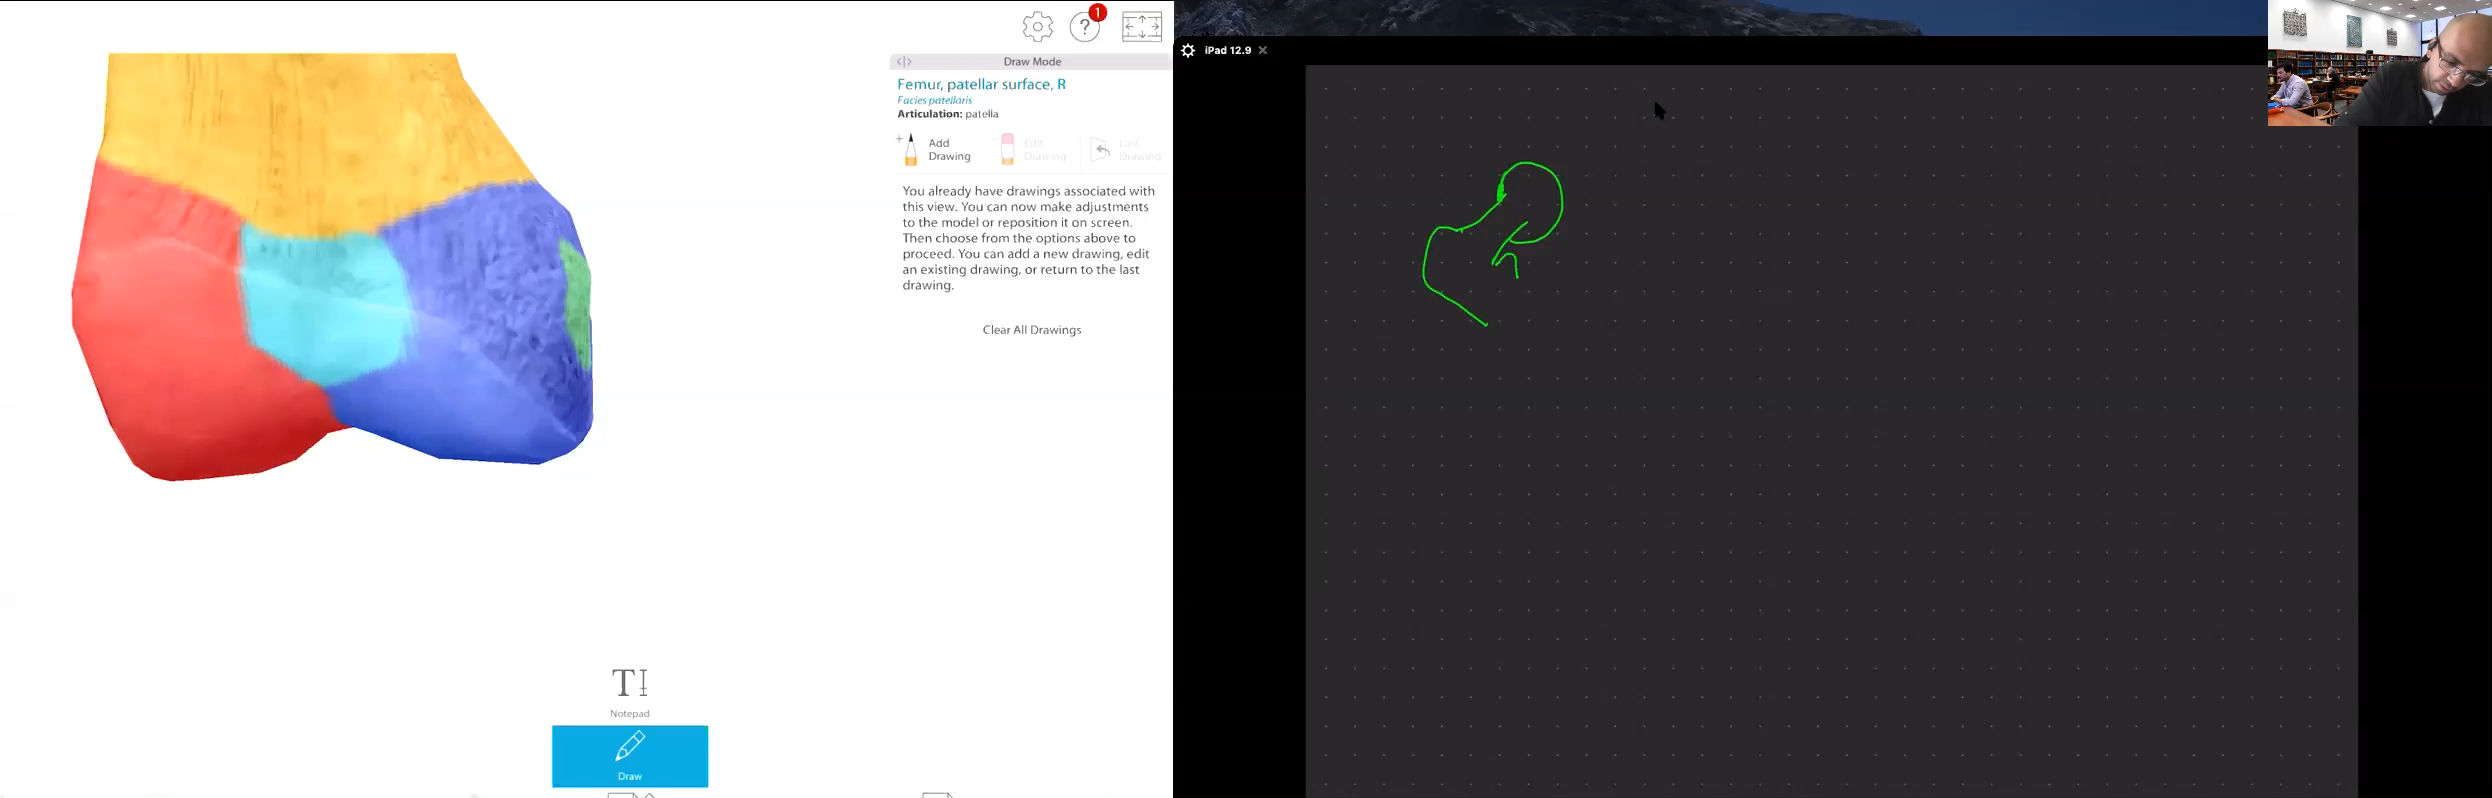 1
?
Draw Mode
Femur, patellar surface, R
Facies patellaris
Articulation: patella
Add
Drawing
Edit
Drawing
Last
Drawing
You already have drawings associated with
this view. You can now make adjustments
to the model or reposition it on screen.
Then choose from the options above to
proceed. You can add a new drawing, edit
an existing drawing, or return to the last
drawing.
Clear All Drawings
T
Notepad
Draw
iPad 12.9